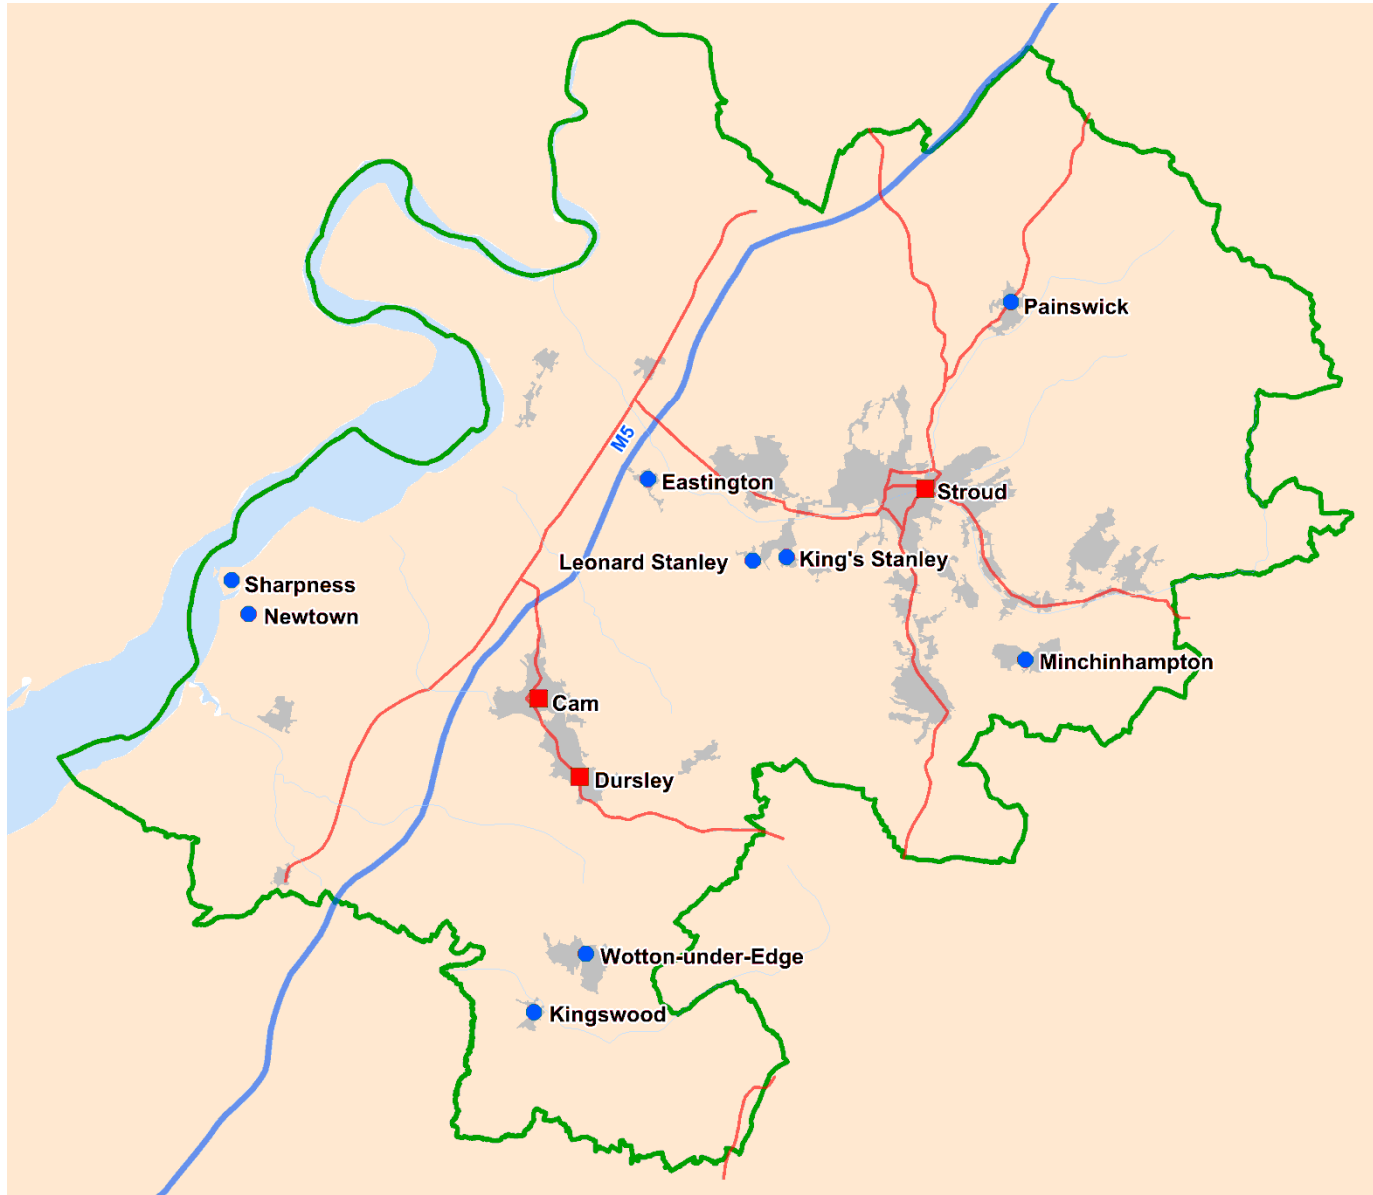 Painswick
M5
Eastington
Stroud
Leonard Stanley
King's Stanley
Sharpness
Newtown
Minchinhampton
Cam
Dursley
Wotton-under-Edge
Kingswood